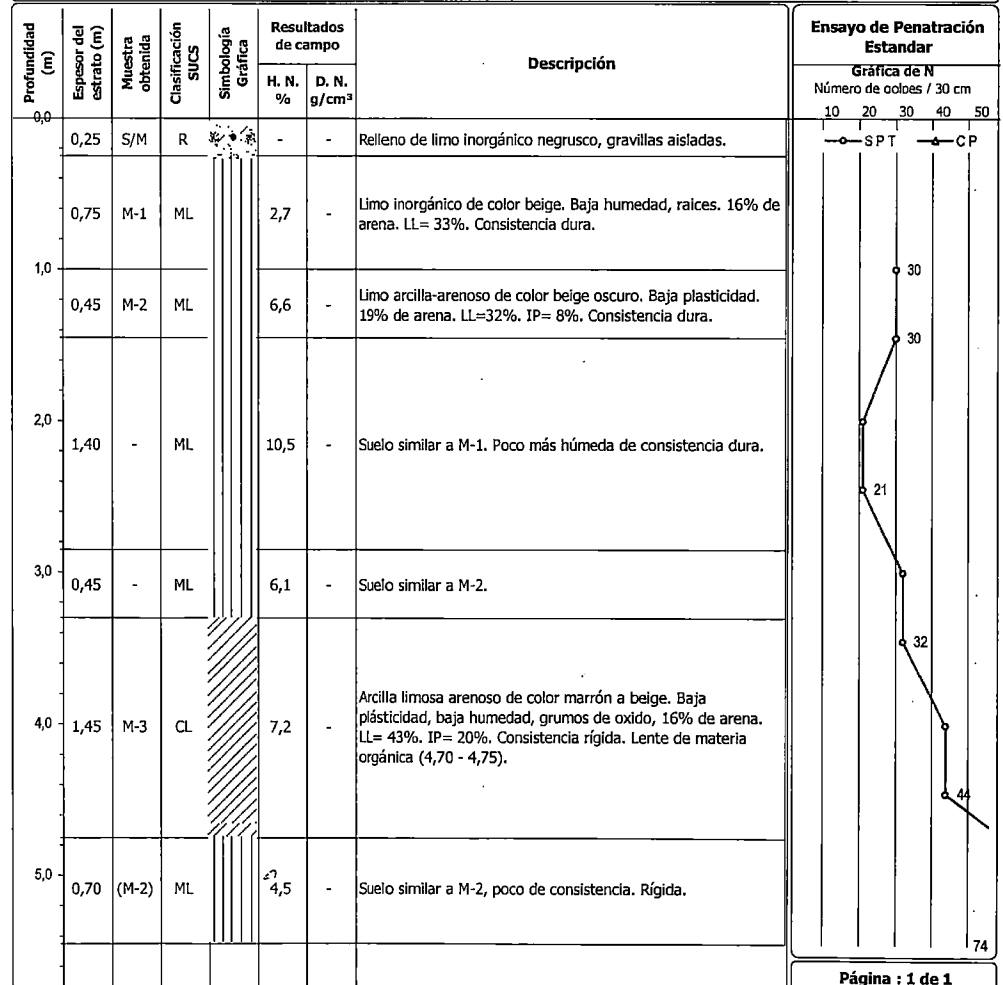 Profundidad (m)
Espesor del estrato (m)
Muestra obtenida
Clasificación SUCS
Simbología Gráfica
Resultados de campo
H. N. %
D. N. g/cm³
Descripción
Ensayo de Penatración
Estandar
Gráfica de N
Número de golpes / 30 cm
10 20 30 40 50
SPT CP
0,0
0,25 S/M R - - Relleno de limo inorgánico negrusco, gravillas aisladas.
0,75 M-1 ML 2,7 - Limo inorgánico de color beige. Baja humedad, raices. 16% de
arena. LL= 33%. Consistencia dura.
1,0
30
0,45 M-2 ML 6,6 - Limo arcilla-arenoso de color beige oscuro. Baja plasticidad.
19% de arena. LL=32%. IP= 8%. Consistencia dura.
30
2,0
1,40 - ML 10,5 - Suelo similar a M-1. Poco más húmeda de consistencia dura.
21
3,0
0,45 - ML 6,1 - Suelo similar a M-2.
32
4,0
1,45 M-3 CL 7,2 - Arcilla limosa arenoso de color marrón a beige. Baja
plásticidad, baja humedad, grumos de oxido, 16% de arena.
LL= 43%. IP= 20%. Consistencia rígida. Lente de materia
orgánica (4,70 - 4,75).
44
5,0
0,70 (M-2) ML 4,5 - Suelo similar a M-2, poco de consistencia. Rígida.
74
Página : 1 de 1